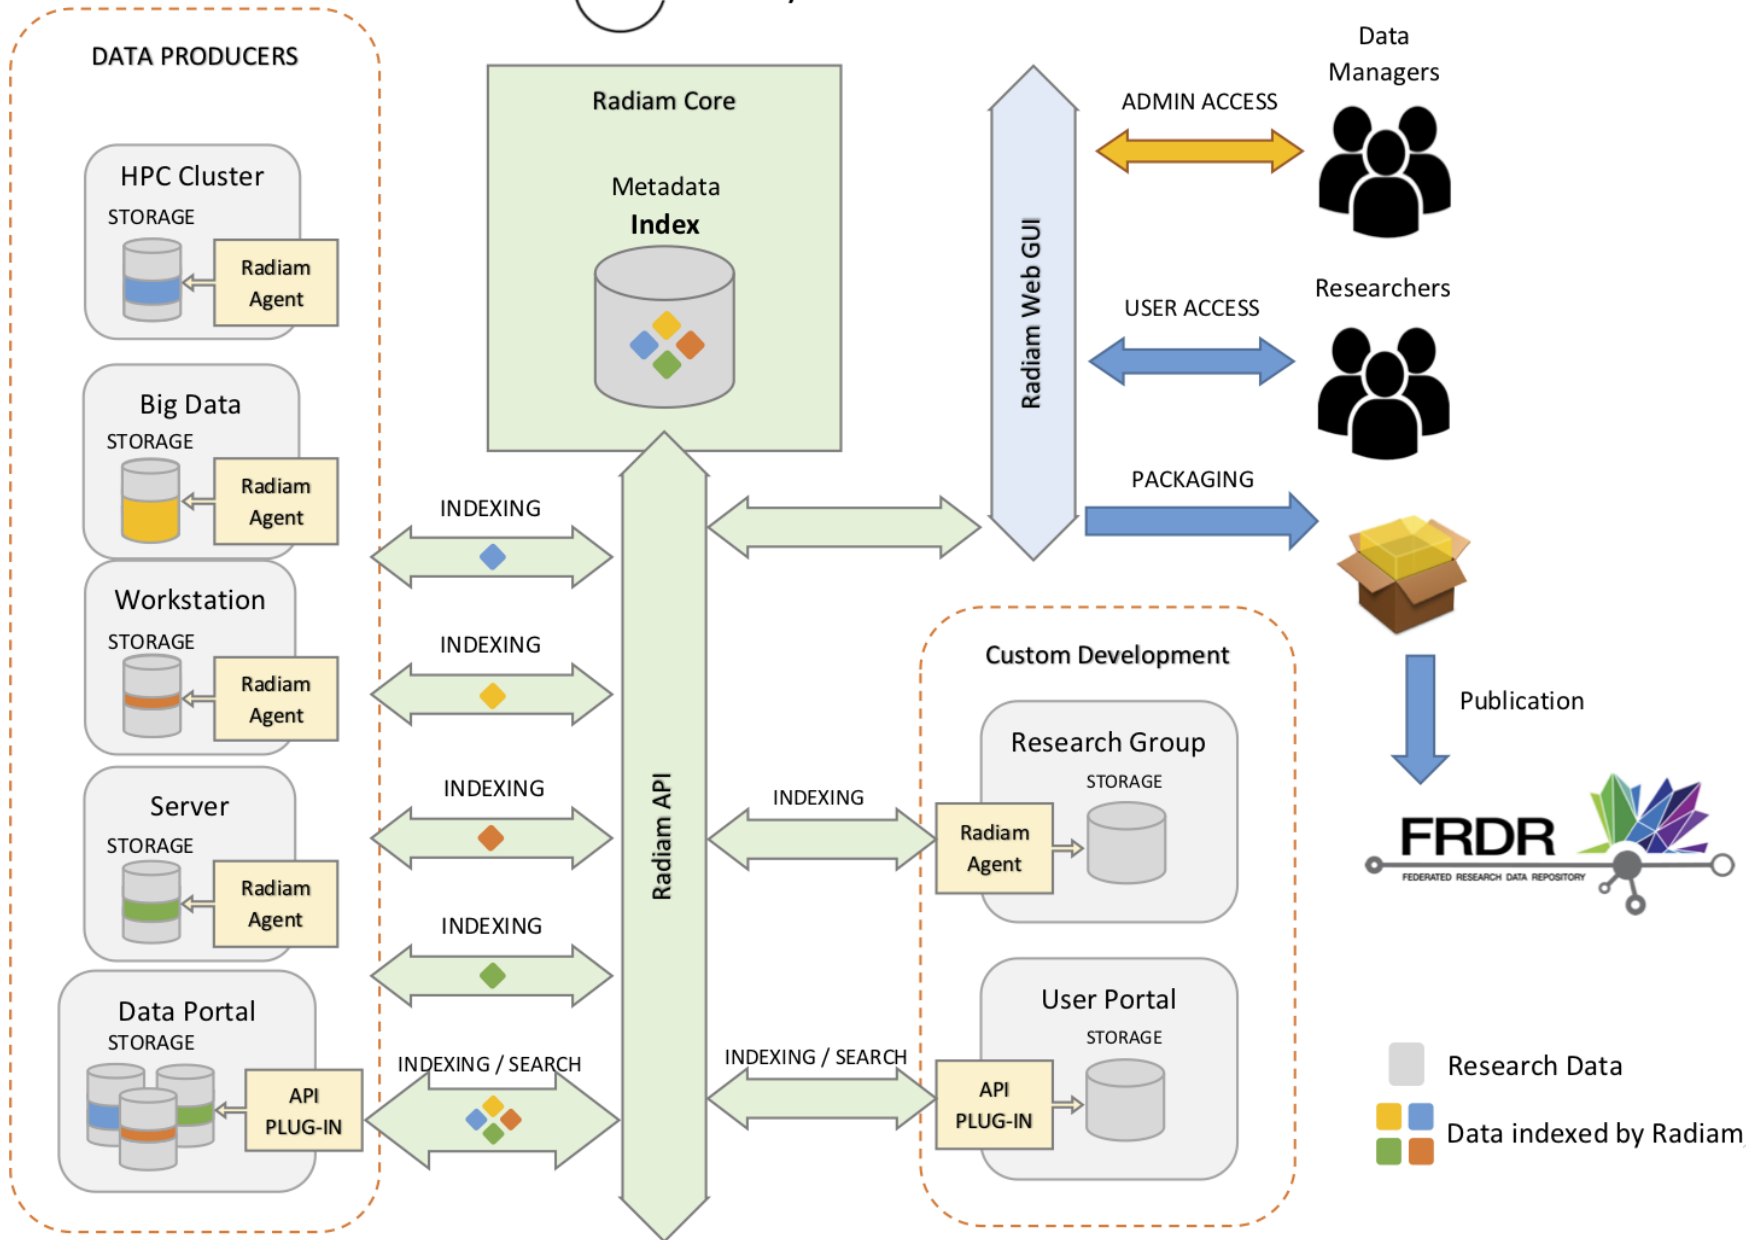 DATA PRODUCERS
HPC Cluster
STORAGE
Radiam
Agent
Big Data
STORAGE
Radiam
Agent
Workstation
STORAGE
Radiam
Agent
Server
STORAGE
Radiam
Agent
Data Portal
STORAGE
API
PLUG-IN
INDEXING
INDEXING
INDEXING
INDEXING
INDEXING / SEARCH
Radiam Core
Metadata
Index
Radiam API
Radiam Web GUI
ADMIN ACCESS
Data
Managers
USER ACCESS
Researchers
PACKAGING
Publication
FRDR
FEDERATED RESEARCH DATA REPOSITORY
Custom Development
INDEXING
Research Group
STORAGE
Radiam
Agent
INDEXING / SEARCH
User Portal
STORAGE
API
PLUG-IN
Research Data
Data indexed by Radiam